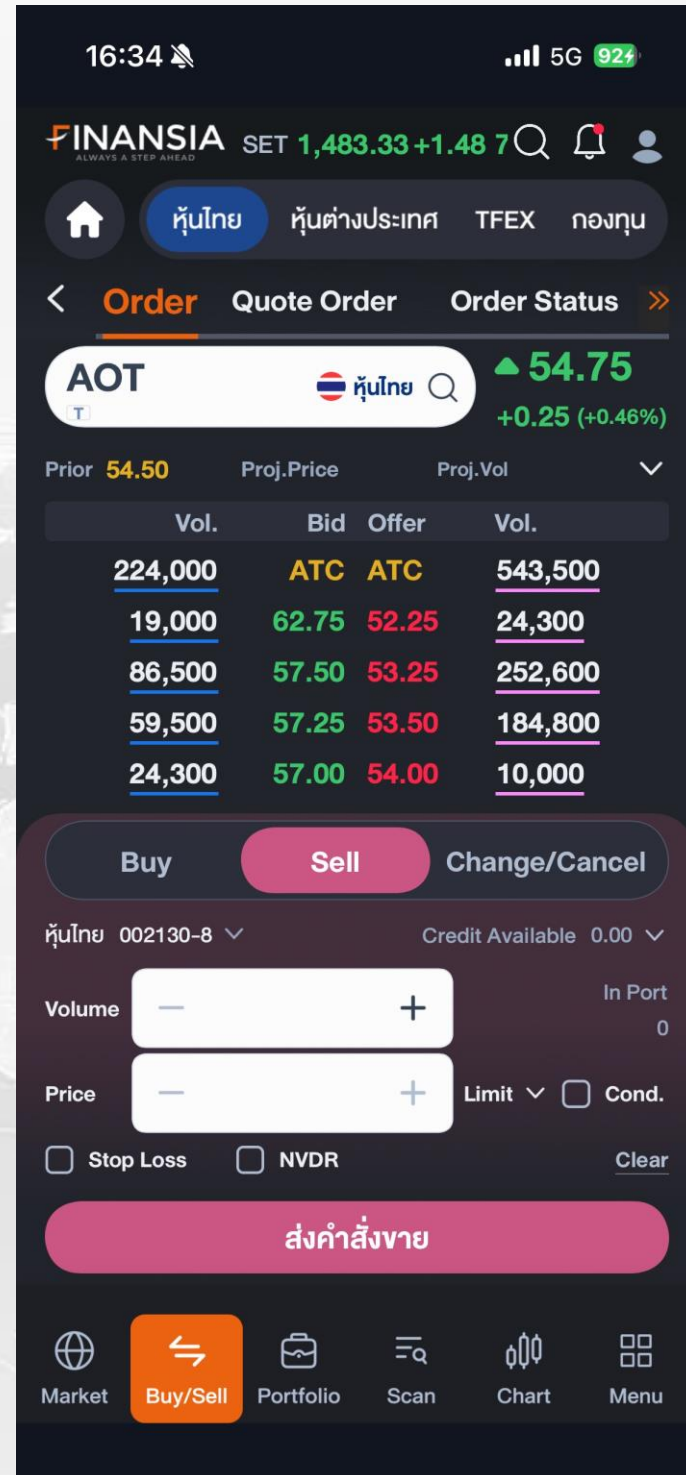 16:34
5G 92
FINANSIA
ALWAYS A STEP AHEAD
SET 1,483.33 +1.48 7
หุ้นไทย หุ้นต่างประเทศ TFEX กองทุน
Order Quote Order Order Status
AOT หุ้นไทย 54.75
T +0.25 (+0.46%)
Prior 54.50 Proj.Price Proj.Vol
Vol. Bid Offer Vol.
224,000 ATC ATC 543,500
19,000 62.75 52.25 24,300
86,500 57.50 53.25 252,600
59,500 57.25 53.50 184,800
24,300 57.00 54.00 10,000
Buy Sell Change/Cancel
หุ้นไทย 002130-8 Credit Available 0.00
Volume In Port
0
Price Limit Cond.
Stop Loss NVDR Clear
ส่งคำสั่งขาย
Market Buy/Sell Portfolio Scan Chart Menu